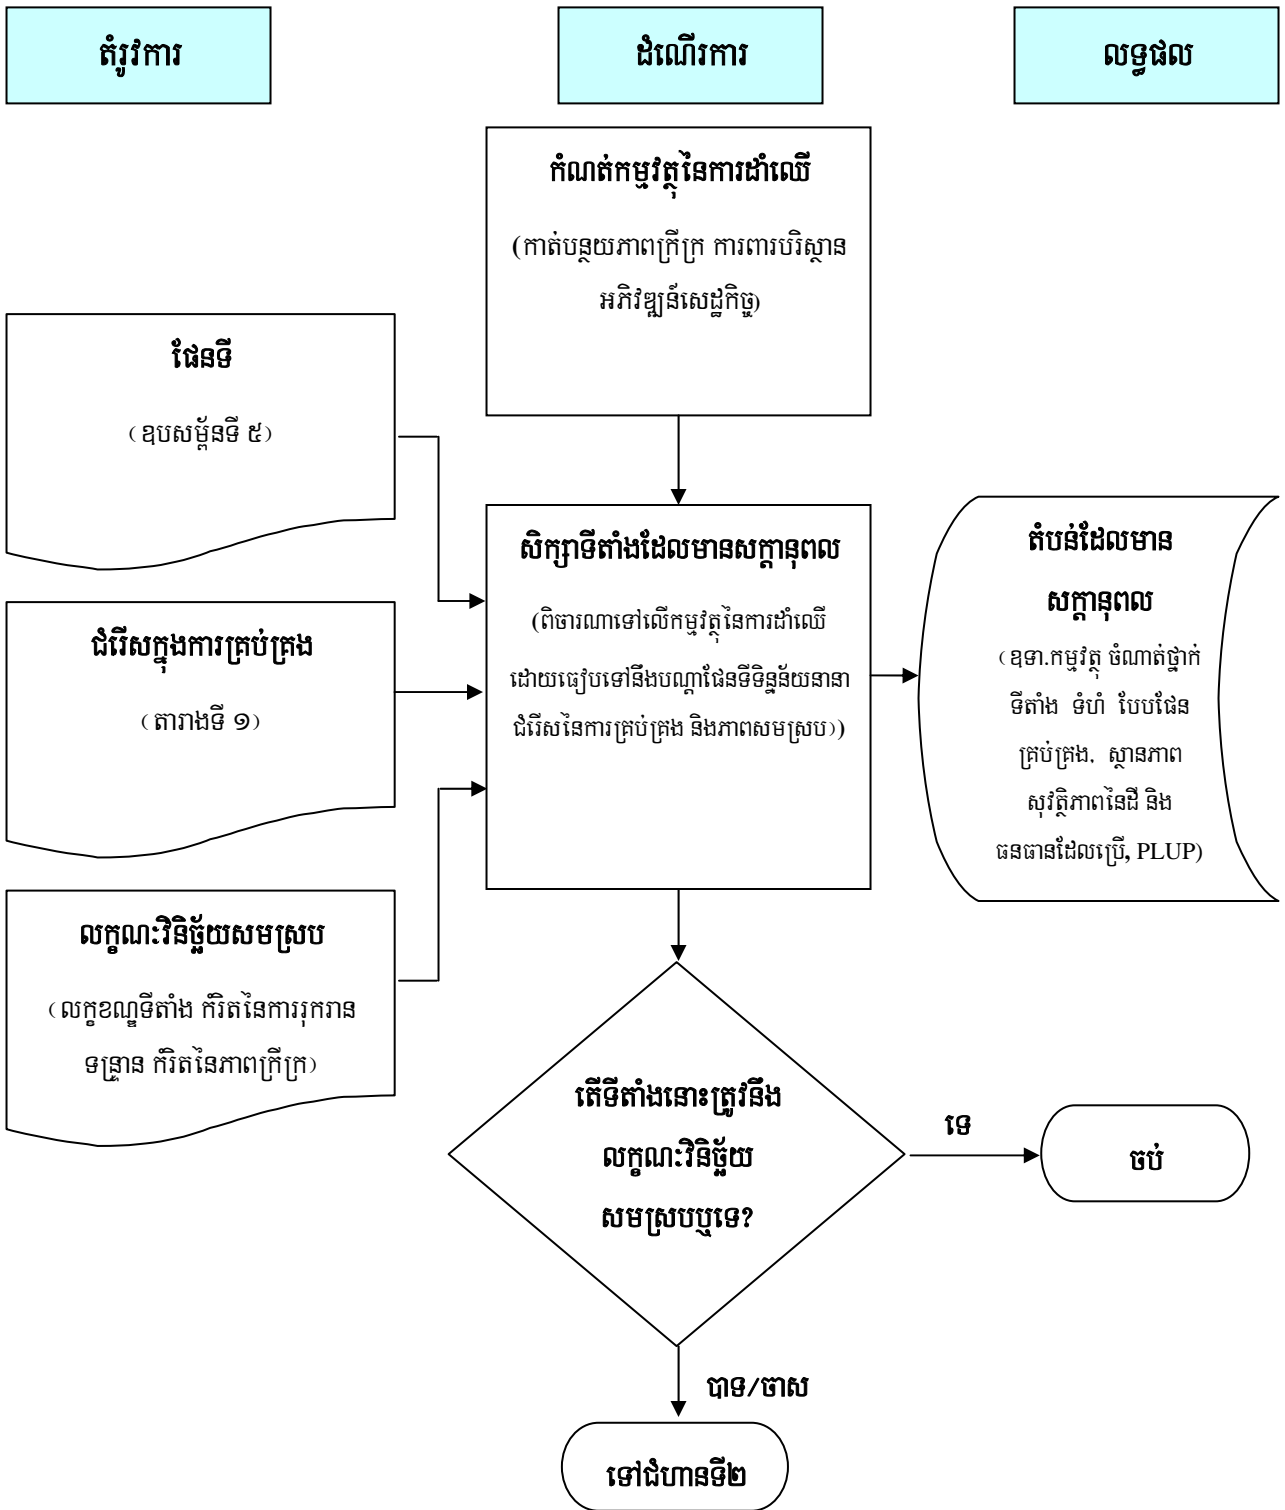 តំរូវការ
ដំណើរការ
លទ្ធផល
កំណត់កម្មវត្ថុនៃការដាំឈើ
(កាត់បន្ថយភាពក្រីក្រ ការពារបរិស្ថាន
អភិវឌ្ឍន៍សេដ្ឋកិច្ច)
ផែនទី
(ឧបសម្ព័នទី ៥)
ជំរើសក្នុងការគ្រប់គ្រង
(តារាងទី ១)
លក្ខណៈវិនិច្ឆ័យសមស្រប
(លក្ខខណ្ឌទីតាំង កំរិតនៃការរុករាន
ទន្រ្ទាន កំរិតនៃភាពក្រីក្រ)
សិក្សាទីតាំងដែលមានសក្តានុពល
(ពិចារណាទៅលើកម្មវត្ថុនៃការដាំឈើ
ដោយធៀបទៅនឹងបណ្តាផែនទីទិន្នន័យនានា
ជំរើសនៃការគ្រប់គ្រង និងភាពសមស្រប))
តំបន់ដែលមាន
សក្តានុពល
(ឧទា.កម្មវត្ថុ ចំណាត់ថ្នាក់
ទីតាំង ទំហំ បែបផែន
គ្រប់គ្រង, ស្ថានភាព
សុវត្ថិភាពនៃដី និង
ធនធានដែលប្រើ, PLUP)
តើទីតាំងនោះត្រូវនឹង
លក្ខណៈវិនិច្ឆ័យ
សមស្របឬទេ?
ទេ
ចប់
បាទ/ចាស
ទៅជំហានទី២